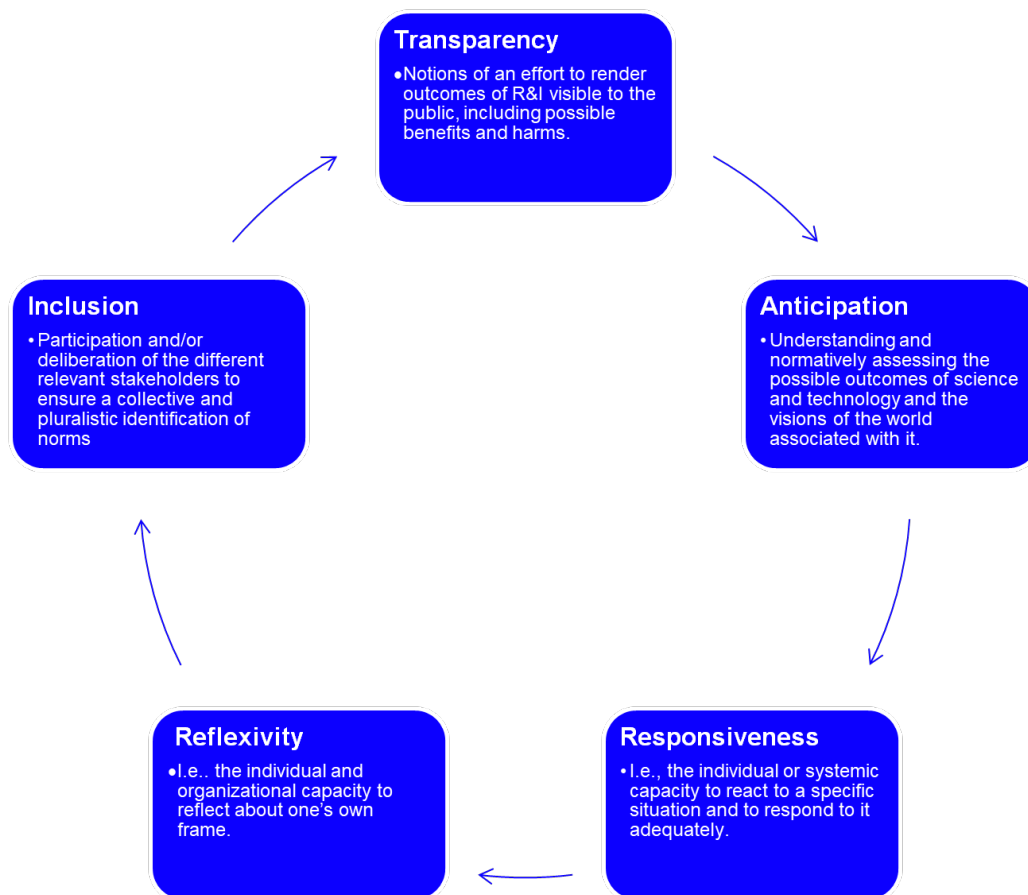 Transparency
•Notions of an effort to render
outcomes of R&I visible to the
public, including possible
benefits and harms.
Anticipation
• Understanding and
normatively assessing the
possible outcomes of science
and technology and the
visions of the world
associated with it.
Responsiveness
• I.e., the individual or systemic
capacity to react to a specific
situation and to respond to it
adequately.
Reflexivity
•I.e.. the individual and
organizational capacity to
reflect about one’s own
frame.
Inclusion
• Participation and/or
deliberation of the different
relevant stakeholders to
ensure a collective and
pluralistic identification of
norms